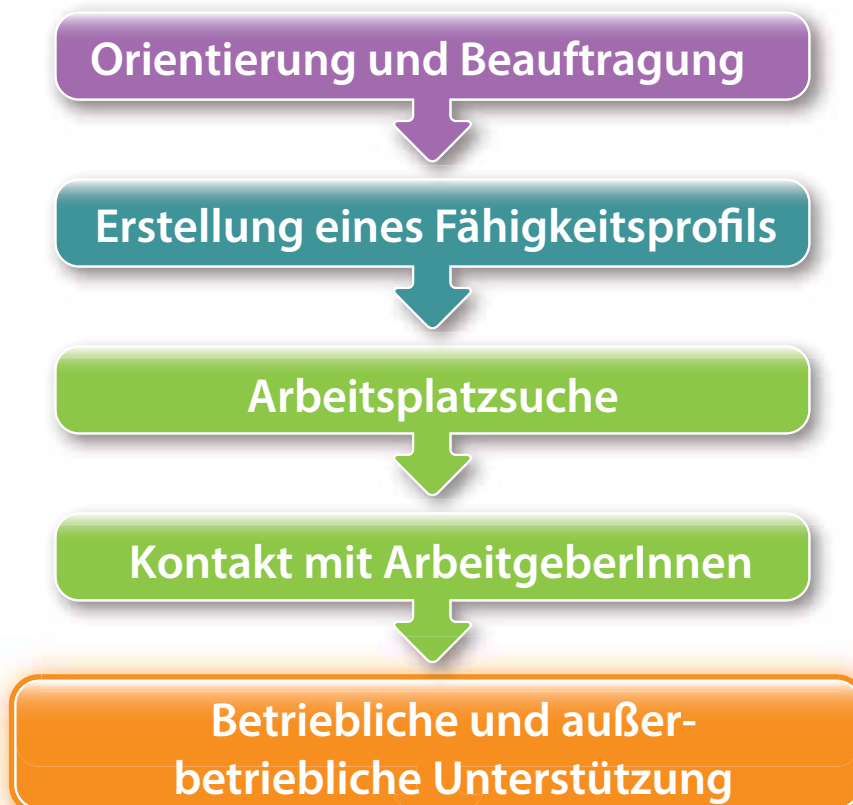 Orientierung und Beauftragung
Erstellung eines Fähigkeitsprofils
Arbeitsplatzsuche
Kontakt mit ArbeitgeberInnen
Betriebliche und außer-
betriebliche Unterstützung